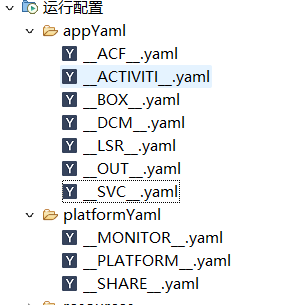 运行配置
appYaml
__ACF__.yaml
__ACTIVITI__.yaml
__BOX__.yaml
__DCM__.yaml
__LSR__.yaml
__OUT__.yaml
__SVC__.yaml
platformYaml
__MONITOR__.yaml
__PLATFORM__.yaml
__SHARE__.yaml